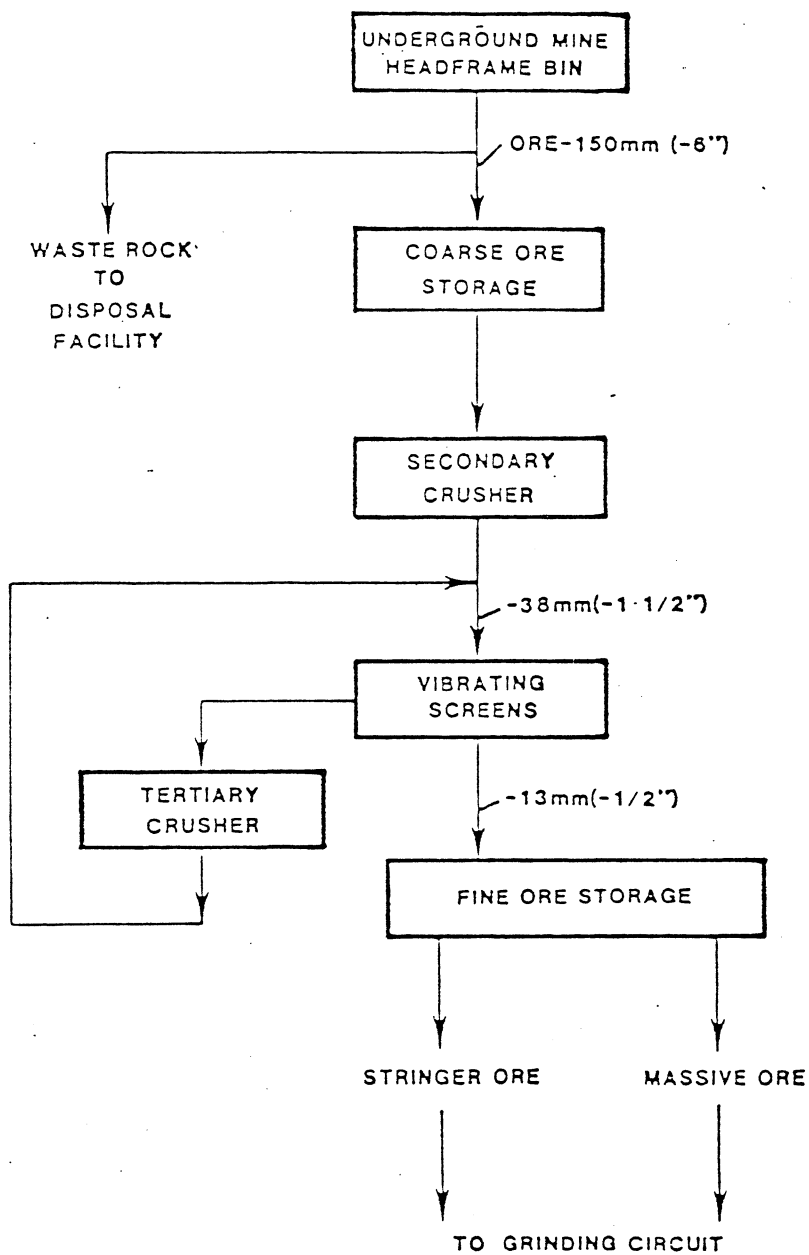 UNDERGROUND MINE
HEADFRAME BIN
ORE-150mm (-6")
WASTE ROCK
TO
DISPOSAL
FACILITY
COARSE ORE
STORAGE
SECONDARY
CRUSHER
-38mm(-1·1/2")
VIBRATING
SCREENS
TERTIARY
CRUSHER
-13mm(-1/2")
FINE ORE STORAGE
STRINGER ORE
MASSIVE ORE
TO GRINDING CIRCUIT